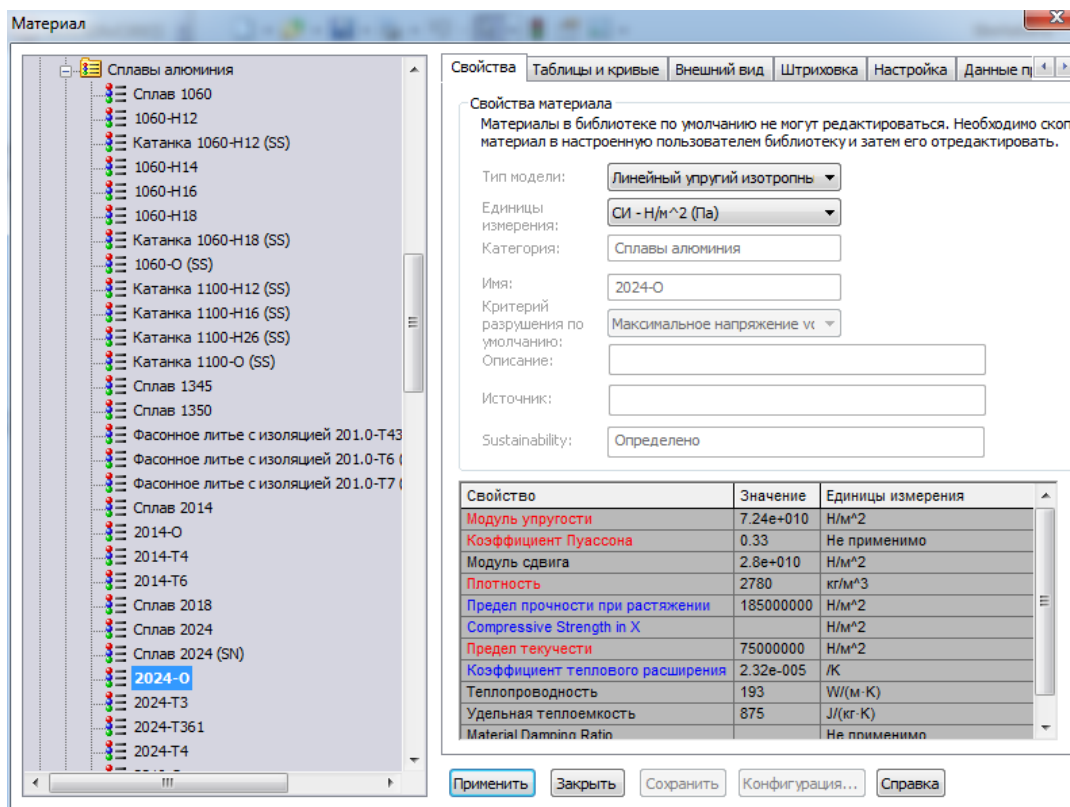 Материал
Сплавы алюминия
Сплав 1060
1060-H12
Катанка 1060-H12 (SS)
1060-H14
1060-H16
1060-H18
Катанка 1060-H18 (SS)
1060-O (SS)
Катанка 1100-H12 (SS)
Катанка 1100-H16 (SS)
Катанка 1100-H26 (SS)
Катанка 1100-O (SS)
Сплав 1345
Сплав 1350
Фасонное литье с изоляцией 201.0-T43
Фасонное литье с изоляцией 201.0-T6 (
Фасонное литье с изоляцией 201.0-T7 (
Сплав 2014
2014-O
2014-T4
2014-T6
Сплав 2018
Сплав 2024
Сплав 2024 (SN)
2024-O
2024-T3
2024-T361
2024-T4
Свойства Таблицы и кривые Внешний вид Штриховка Настройка Данные п
Свойства материала
Материалы в библиотеке по умолчанию не могут редактироваться. Необходимо скоп
материал в настроенную пользователем библиотеку и затем его отредактировать.
Тип модели: Линейный упругий изотропны
Единицы измерения: СИ - Н/м^2 (Па)
Категория: Сплавы алюминия
Имя: 2024-O
Критерий разрушения по умолчанию: Максимальное напряжение vo
Описание:
Источник:
Sustainability: Определено
Свойство Значение Единицы измерения
Модуль упругости 7.24e+010 Н/м^2
Коэффициент Пуассона 0.33 Не применимо
Модуль сдвига 2.8e+010 Н/м^2
Плотность 2780 кг/м^3
Предел прочности при растяжении 185000000 Н/м^2
Compressive Strength in X Н/м^2
Предел текучести 75000000 Н/м^2
Коэффициент теплового расширения 2.32e-005 /K
Теплопроводность 193 W/(м·K)
Удельная теплоемкость 875 J/(кг·K)
Material Damping Ratio Не применимо
Применить Закрыть Сохранить Конфигурация... Справка